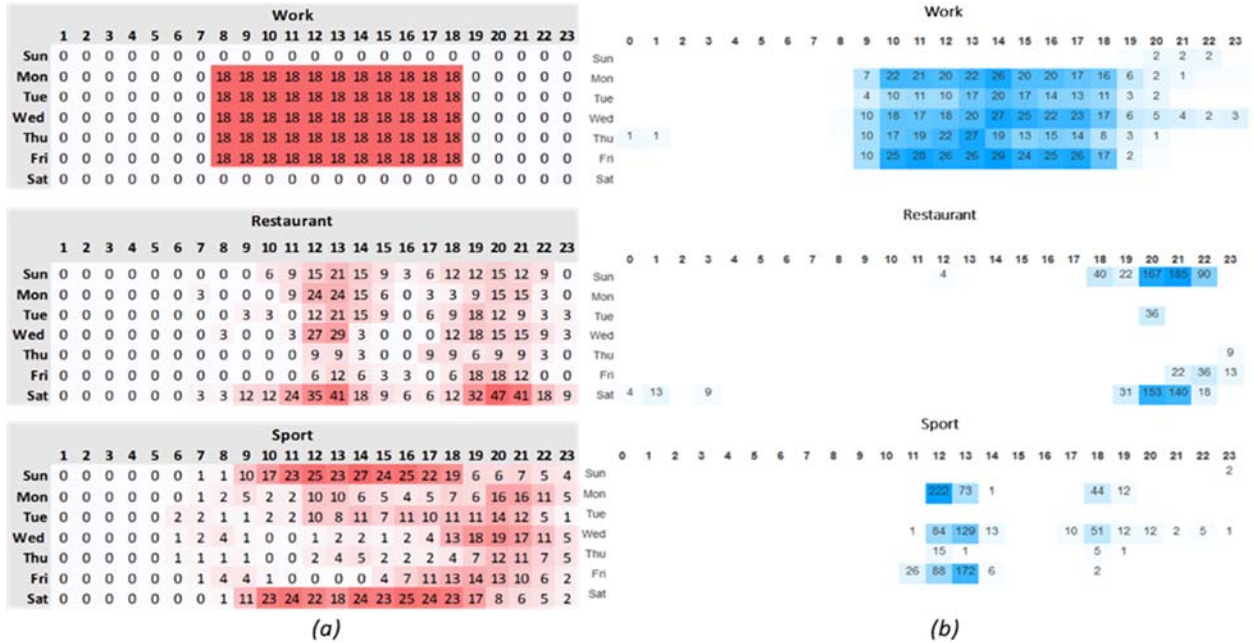 Work
1 2 3 4 5 6 7 8 9 10 11 12 13 14 15 16 17 18 19 20 21 22 23
Sun 0 0 0 0 0 0 0 0 0 0 0 0 0 0 0 0 0 0 0 0 0 0 0
Mon 0 0 0 0 0 0 0 18 18 18 18 18 18 18 18 18 18 18 0 0 0 0 0
Tue 0 0 0 0 0 0 0 18 18 18 18 18 18 18 18 18 18 18 0 0 0 0 0
Wed 0 0 0 0 0 0 0 18 18 18 18 18 18 18 18 18 18 18 0 0 0 0 0
Thu 0 0 0 0 0 0 0 18 18 18 18 18 18 18 18 18 18 18 0 0 0 0 0
Fri 0 0 0 0 0 0 0 18 18 18 18 18 18 18 18 18 18 18 0 0 0 0 0
Sat 0 0 0 0 0 0 0 0 0 0 0 0 0 0 0 0 0 0 0 0 0 0 0
Restaurant
1 2 3 4 5 6 7 8 9 10 11 12 13 14 15 16 17 18 19 20 21 22 23
Sun 0 0 0 0 0 0 0 0 0 6 9 15 21 15 9 3 6 12 12 15 12 9 0
Mon 0 0 0 0 0 0 3 0 0 0 9 24 24 15 6 0 3 3 9 15 15 3 0
Tue 0 0 0 0 0 0 0 0 3 3 0 12 21 15 9 0 6 9 18 12 9 3 3
Wed 0 0 0 0 0 0 0 3 0 0 3 27 29 3 0 0 0 12 18 15 15 9 3
Thu 0 0 0 0 0 0 0 0 0 0 0 9 9 3 0 0 9 9 6 9 9 3 0
Fri 0 0 0 0 0 0 0 0 0 0 0 6 12 6 3 3 0 6 18 18 12 0 0
Sat 0 0 0 0 0 0 3 3 12 12 24 35 41 18 9 6 6 12 32 47 41 18 9
Sport
1 2 3 4 5 6 7 8 9 10 11 12 13 14 15 16 17 18 19 20 21 22 23
Sun 0 0 0 0 0 0 1 1 10 17 23 25 23 27 24 25 22 19 6 6 7 5 4
Mon 0 0 0 0 0 0 1 2 5 2 2 10 10 6 5 4 5 7 6 16 16 11 5
Tue 0 0 0 0 0 2 2 1 1 2 2 10 8 11 7 11 10 11 11 14 12 5 1
Wed 0 0 0 0 0 1 2 4 1 0 0 1 2 2 1 2 4 13 18 19 17 11 5
Thu 0 0 0 0 0 1 1 1 1 0 0 2 4 5 2 2 2 4 7 12 11 7 5
Fri 0 0 0 0 0 0 1 4 4 1 0 0 0 0 4 7 11 13 14 13 10 6 2
Sat 0 0 0 0 0 0 0 1 11 23 24 22 18 24 23 25 24 23 17 8 6 5 2
(a)
Work
0 1 2 3 4 5 6 7 8 9 10 11 12 13 14 15 16 17 18 19 20 21 22 23
Sun 2 2 2
Mon 7 22 21 20 22 26 20 20 17 16 6 2 1
Tue 4 10 11 10 17 20 17 14 13 11 3 2
Wed 10 18 17 18 20 27 25 22 23 17 6 5 4 2 3
Thu 1 1 10 17 19 22 27 19 13 15 14 8 3 1
Fri 10 25 28 26 26 29 24 25 26 17 2
Sat
Restaurant
0 1 2 3 4 5 6 7 8 9 10 11 12 13 14 15 16 17 18 19 20 21 22 23
Sun 4 40 22 167 185 90
Mon
Tue 36
Wed
Thu 9
Fri 22 36 13
Sat 4 13 9 31 153 140 18
Sport
0 1 2 3 4 5 6 7 8 9 10 11 12 13 14 15 16 17 18 19 20 21 22 23
Sun 2
Mon 222 73 1 44 12
Tue
Wed 1 84 129 13 10 51 12 12 2 5 1
Thu 15 1 5 1
Fri 26 88 172 6 2
Sat
(b)